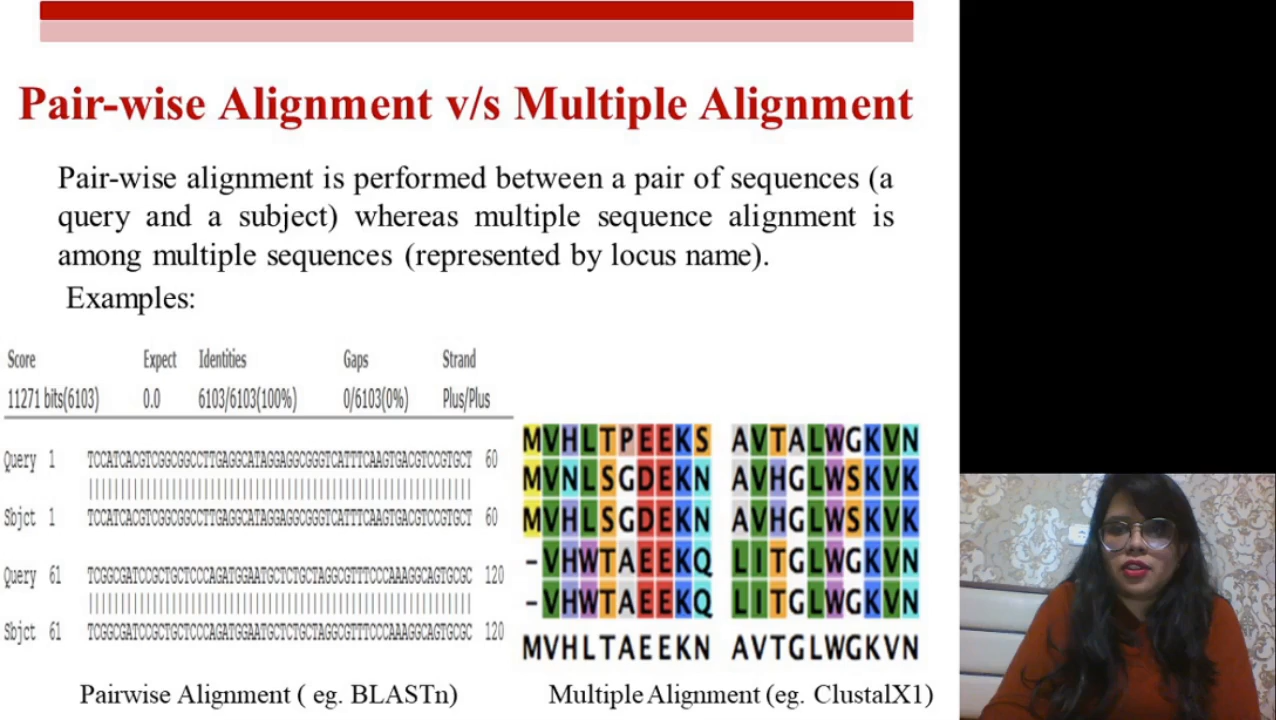 Pair-wise Alignment v/s Multiple Alignment
Pair-wise alignment is performed between a pair of sequences (a
query and a subject) whereas multiple sequence alignment is
among multiple sequences (represented by locus name).
Examples:
Score Expect Identities Gaps Strand
11271 bits(6103) 0.0 6103/6103(100%) 0/6103(0%) Plus/Plus
Query 1 TCCATCACGTCGGCGGCCTTGAGGCATAGGAGGCGGGTCATTTCAAGTGACGTCCGTGCT 60
Sbjct 1 TCCATCACGTCGGCGGCCTTGAGGCATAGGAGGCGGGTCATTTCAAGTGACGTCCGTGCT 60
Query 61 TCGGCGATCCGCTGCTCCCAGATGGAATGCTCTGCTAGGCGTTTCCCAAAGGCAGTGCGC 120
Sbjct 61 TCGGCGATCCGCTGCTCCCAGATGGAATGCTCTGCTAGGCGTTTCCCAAAGGCAGTGCGC 120
MVHLTPEEKS AVTALWGKVN
MVNLSGDEKN AVHGLWSKVK
MVHLSGDEKN AVHGLWSKVK
-VHWTAEEKQ LITGLWGKVN
-VHWTAEEKQ LITGLWGKVN
MVHLTAEEKN AVTGLWGKVN
Pairwise Alignment ( eg. BLASTn)
Multiple Alignment (eg. ClustalX1)